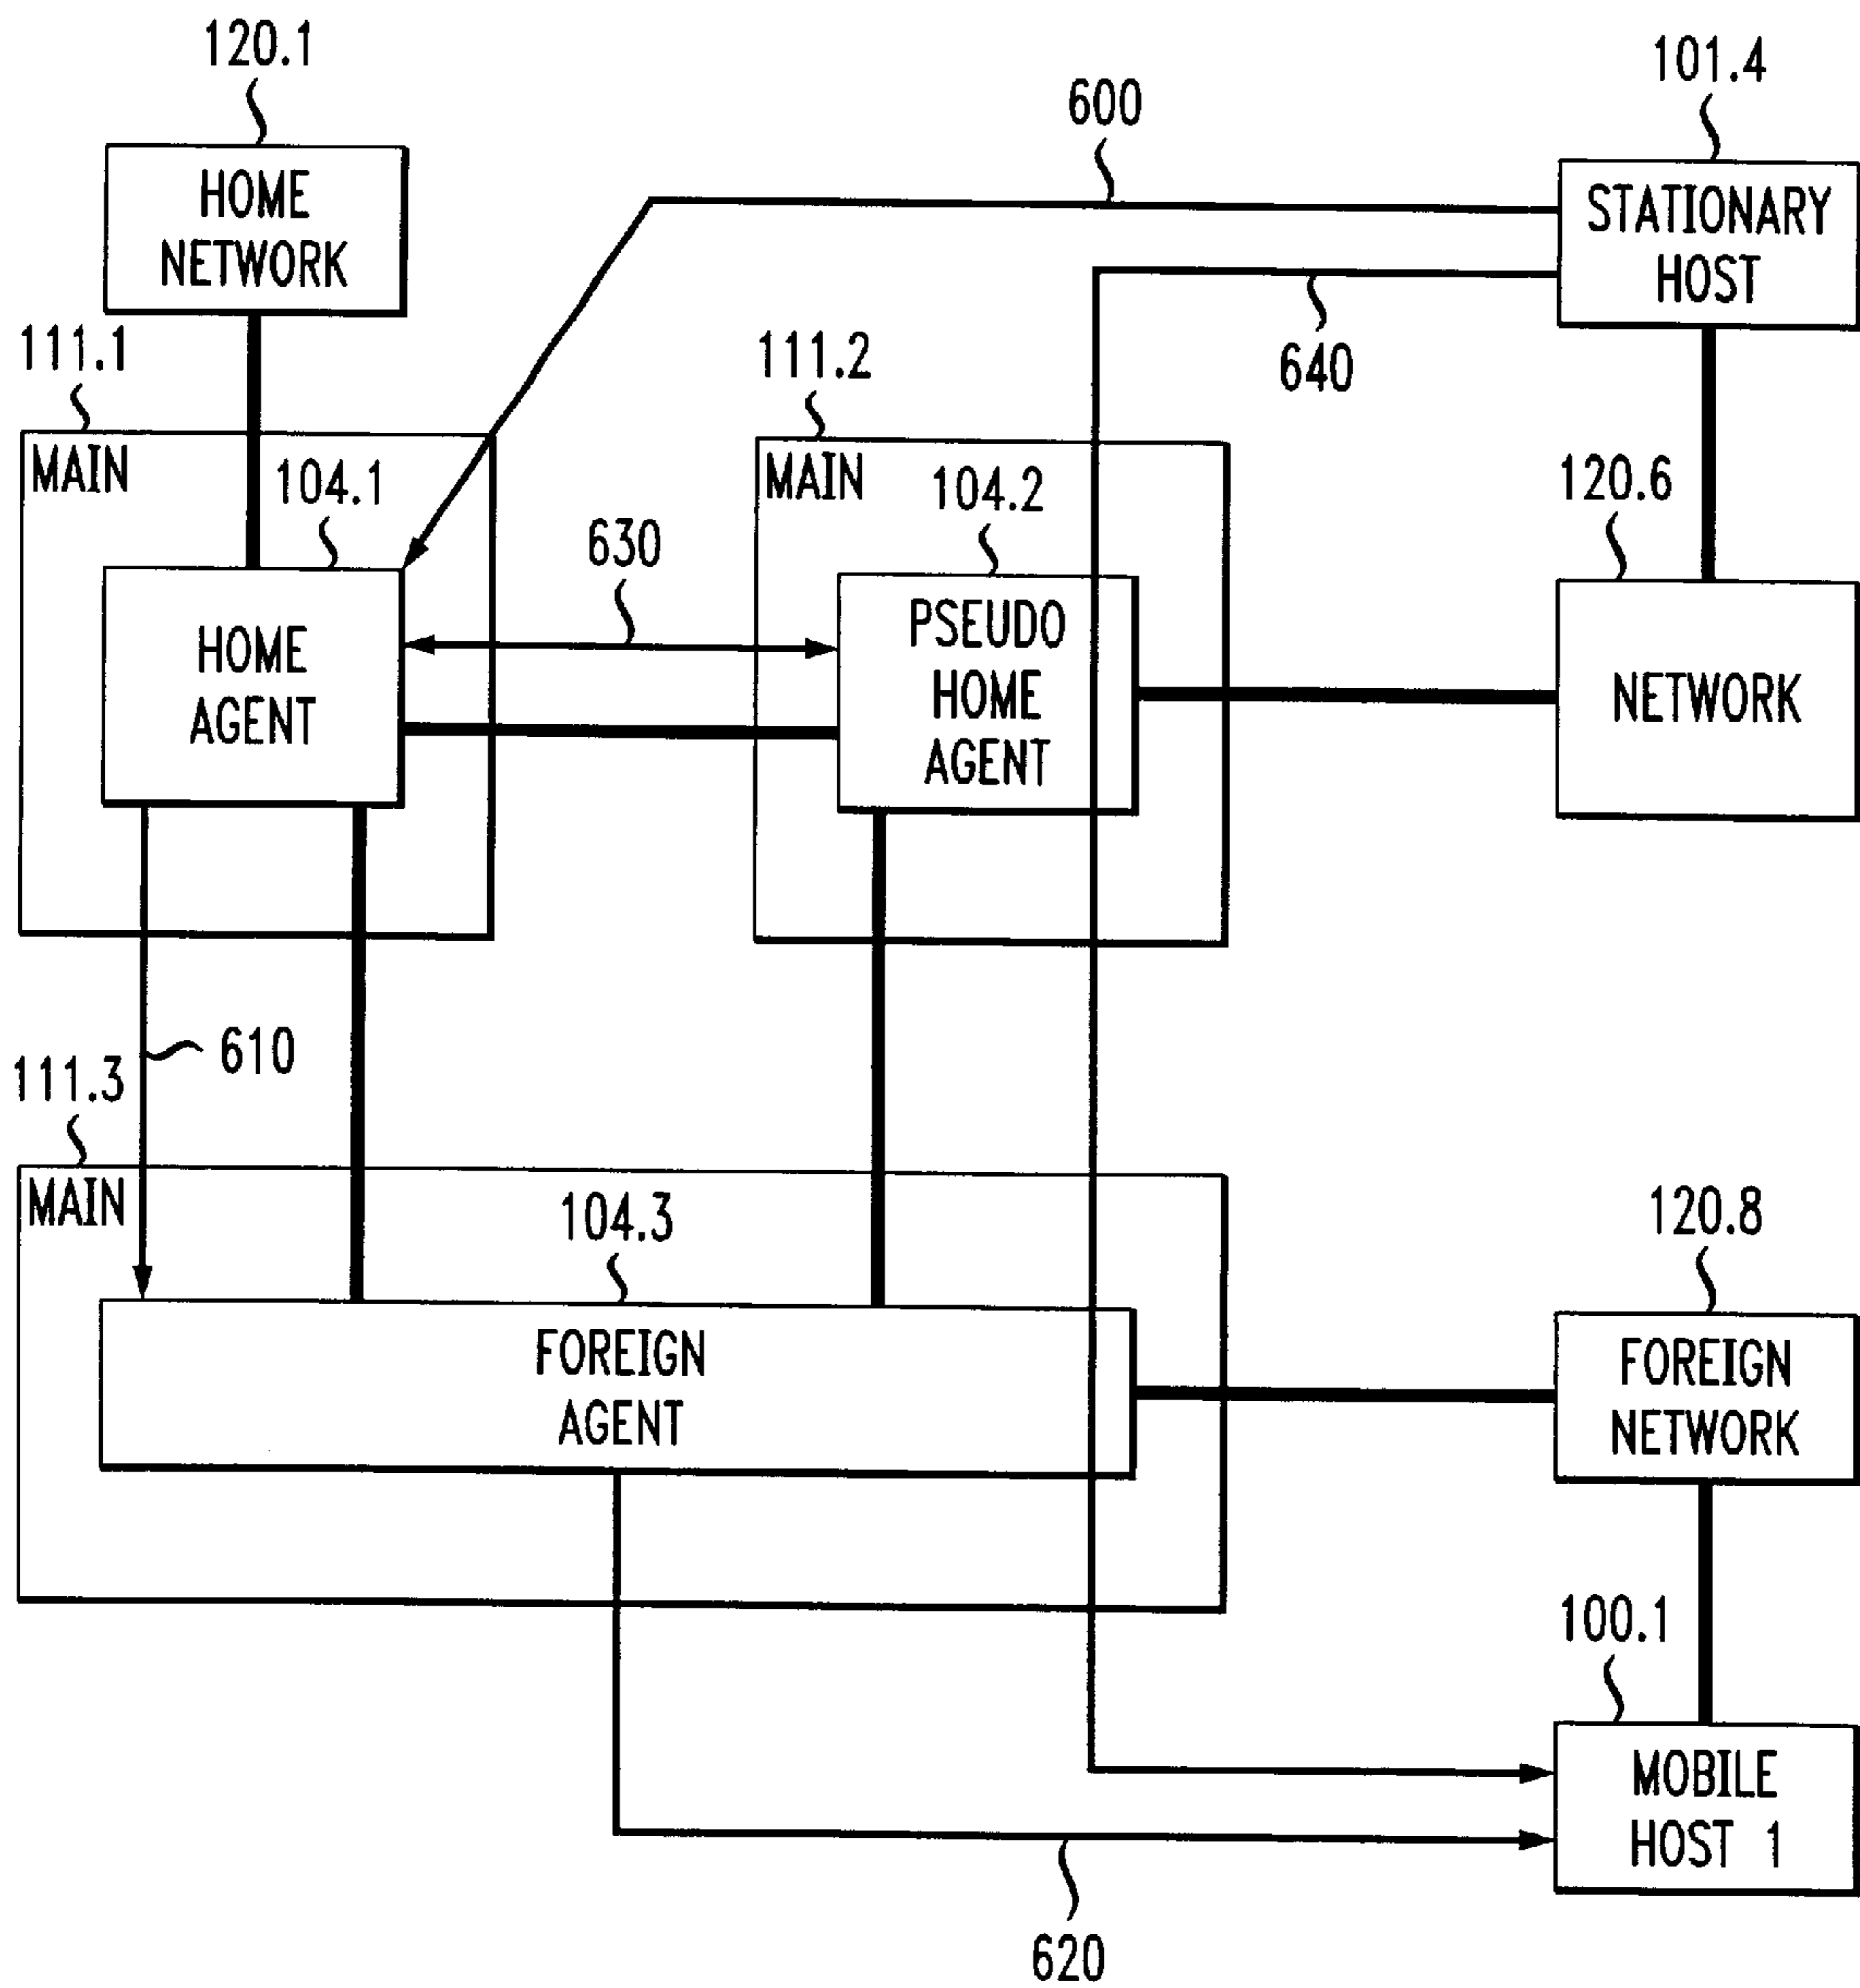 120.1
101.4
600
HOME
NETWORK
STATIONARY
HOST
640
111.1
111.2
MAIN
104.1
MAIN
104.2
120.6
630
HOME
AGENT
PSEUDO
HOME
AGENT
NETWORK
610
111.3
MAIN
104.3
120.8
FOREIGN
AGENT
FOREIGN
NETWORK
100.1
MOBILE
HOST 1
620